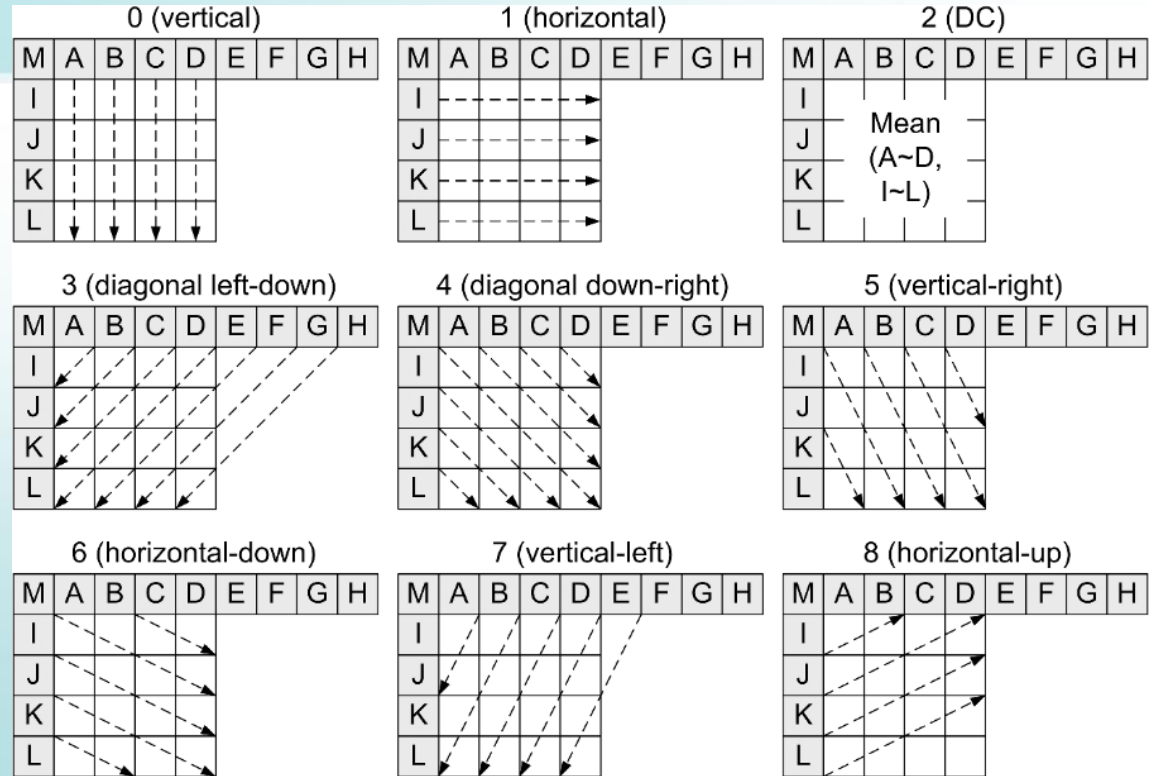 0 (vertical)
M A B C D E F G H
I
J
K
L
1 (horizontal)
M A B C D E F G H
I
J
K
L
2 (DC)
M A B C D E F G H
I
J
K
L
Mean
(A~D,
I~L)
3 (diagonal left-down)
M A B C D E F G H
I
J
K
L
4 (diagonal down-right)
M A B C D E F G H
I
J
K
L
5 (vertical-right)
M A B C D E F G H
I
J
K
L
6 (horizontal-down)
M A B C D E F G H
I
J
K
L
7 (vertical-left)
M A B C D E F G H
I
J
K
L
8 (horizontal-up)
M A B C D E F G H
I
J
K
L